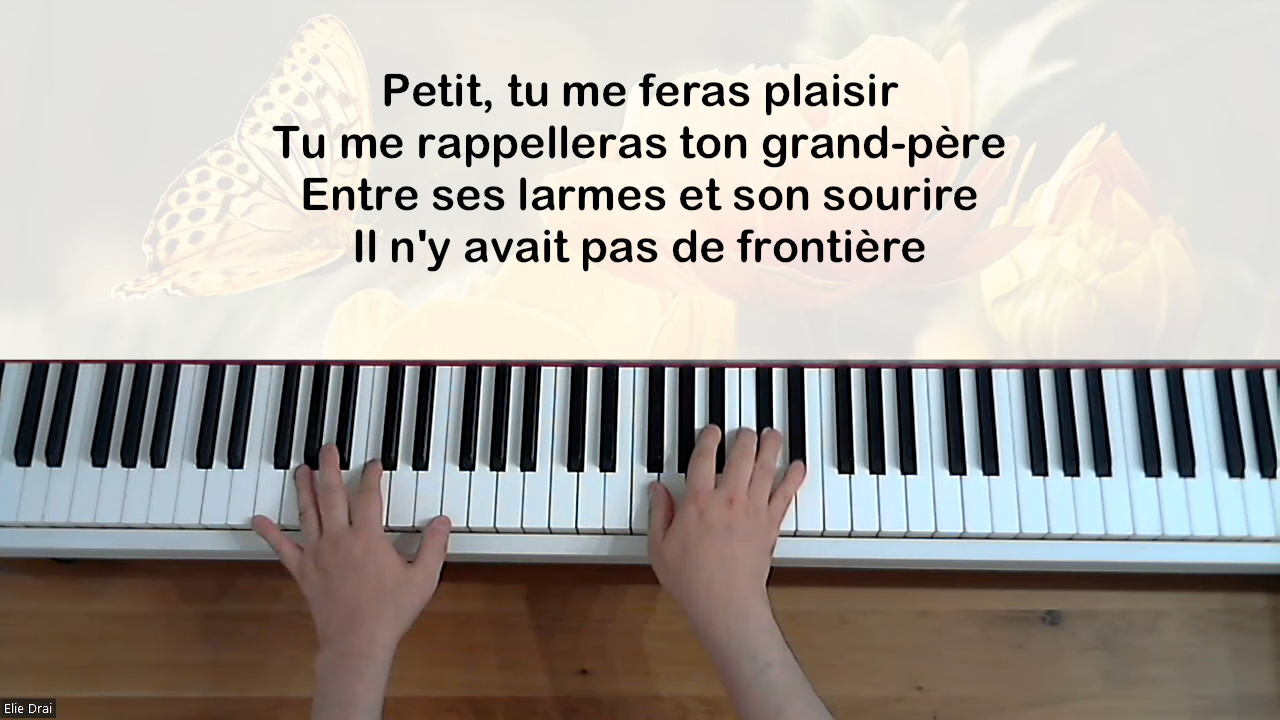 Petit, tu me feras plaisir
Tu me rappelleras ton grand-père
Entre ses larmes et son sourire
Il n'y avait pas de frontière
Elie Drai